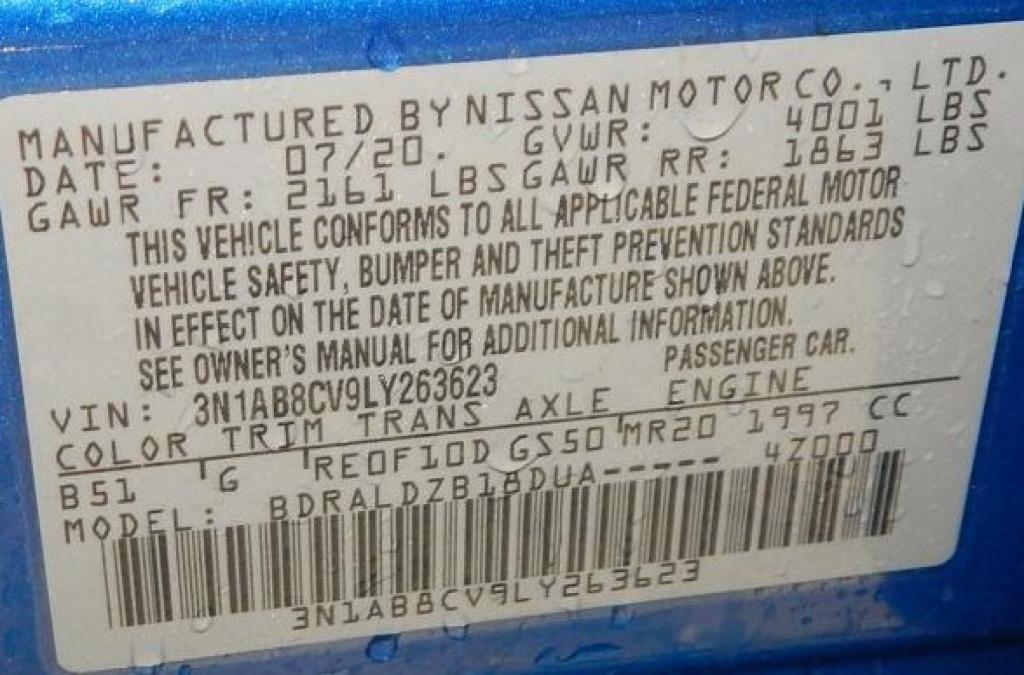 MANUFACTURED BY NISSAN MOTOR CO., LTD.
DATE: 07/20. GVWR: 4001 LBS
GAWR FR: 2161 LBS GAWR RR: 1863 LBS
THIS VEHICLE CONFORMS TO ALL APPLICABLE FEDERAL MOTOR
VEHICLE SAFETY, BUMPER AND THEFT PREVENTION STANDARDS
IN EFFECT ON THE DATE OF MANUFACTURE SHOWN ABOVE.
SEE OWNER'S MANUAL FOR ADDITIONAL INFORMATION.
VIN: 3N1AB8CV9LY263623 PASSENGER CAR.
COLOR TRIM TRANS AXLE ENGINE
B51 G RE0F10D GS50 MR20 1997 CC
MODEL: BDRALDZB18DUA----- 4Z000
3N1AB8CV9LY263623